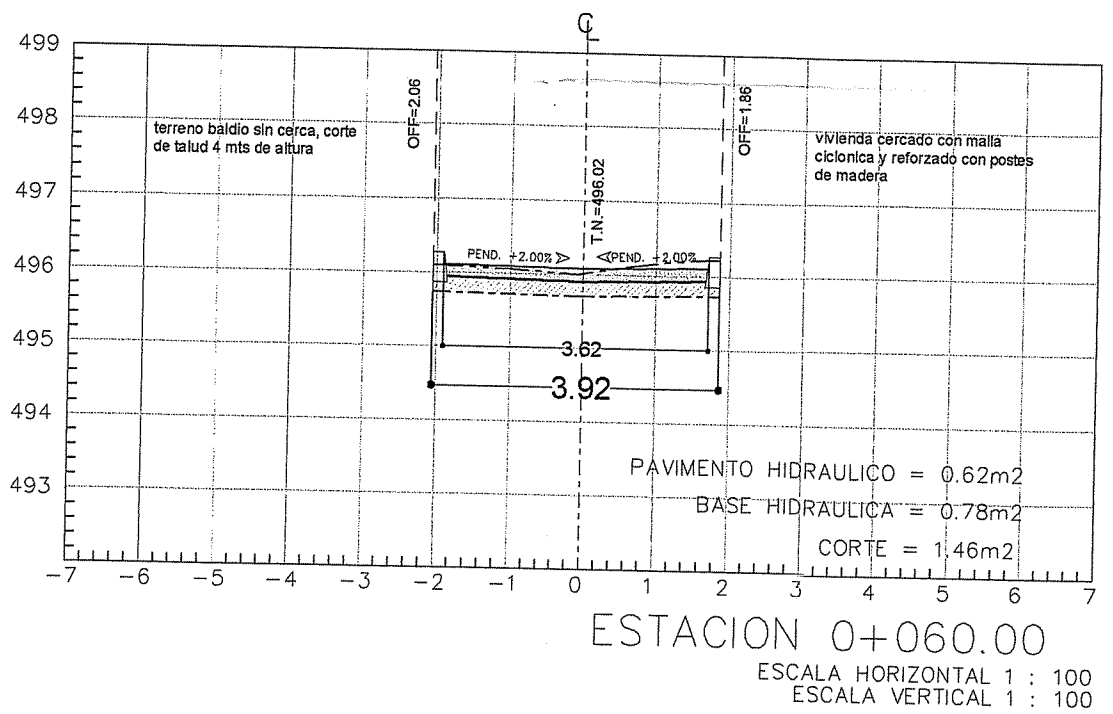 ℄
499
498
497
496
495
494
493
OFF=2.06
OFF=1.86
terreno baldio sin cerca, corte
de talud 4 mts de altura
vivienda cercado con malla
ciclonica y reforzado con postes
de madera
T.N.=496.02
PEND. +2.00%
PEND. +2.00%
3.62
3.92
PAVIMENTO HIDRAULICO = 0.62m2
BASE HIDRAULICA = 0.78m2
CORTE = 1.46m2
-7 -6 -5 -4 -3 -2 -1 0 1 2 3 4 5 6 7
ESTACION 0+060.00
ESCALA HORIZONTAL 1 : 100
ESCALA VERTICAL 1 : 100